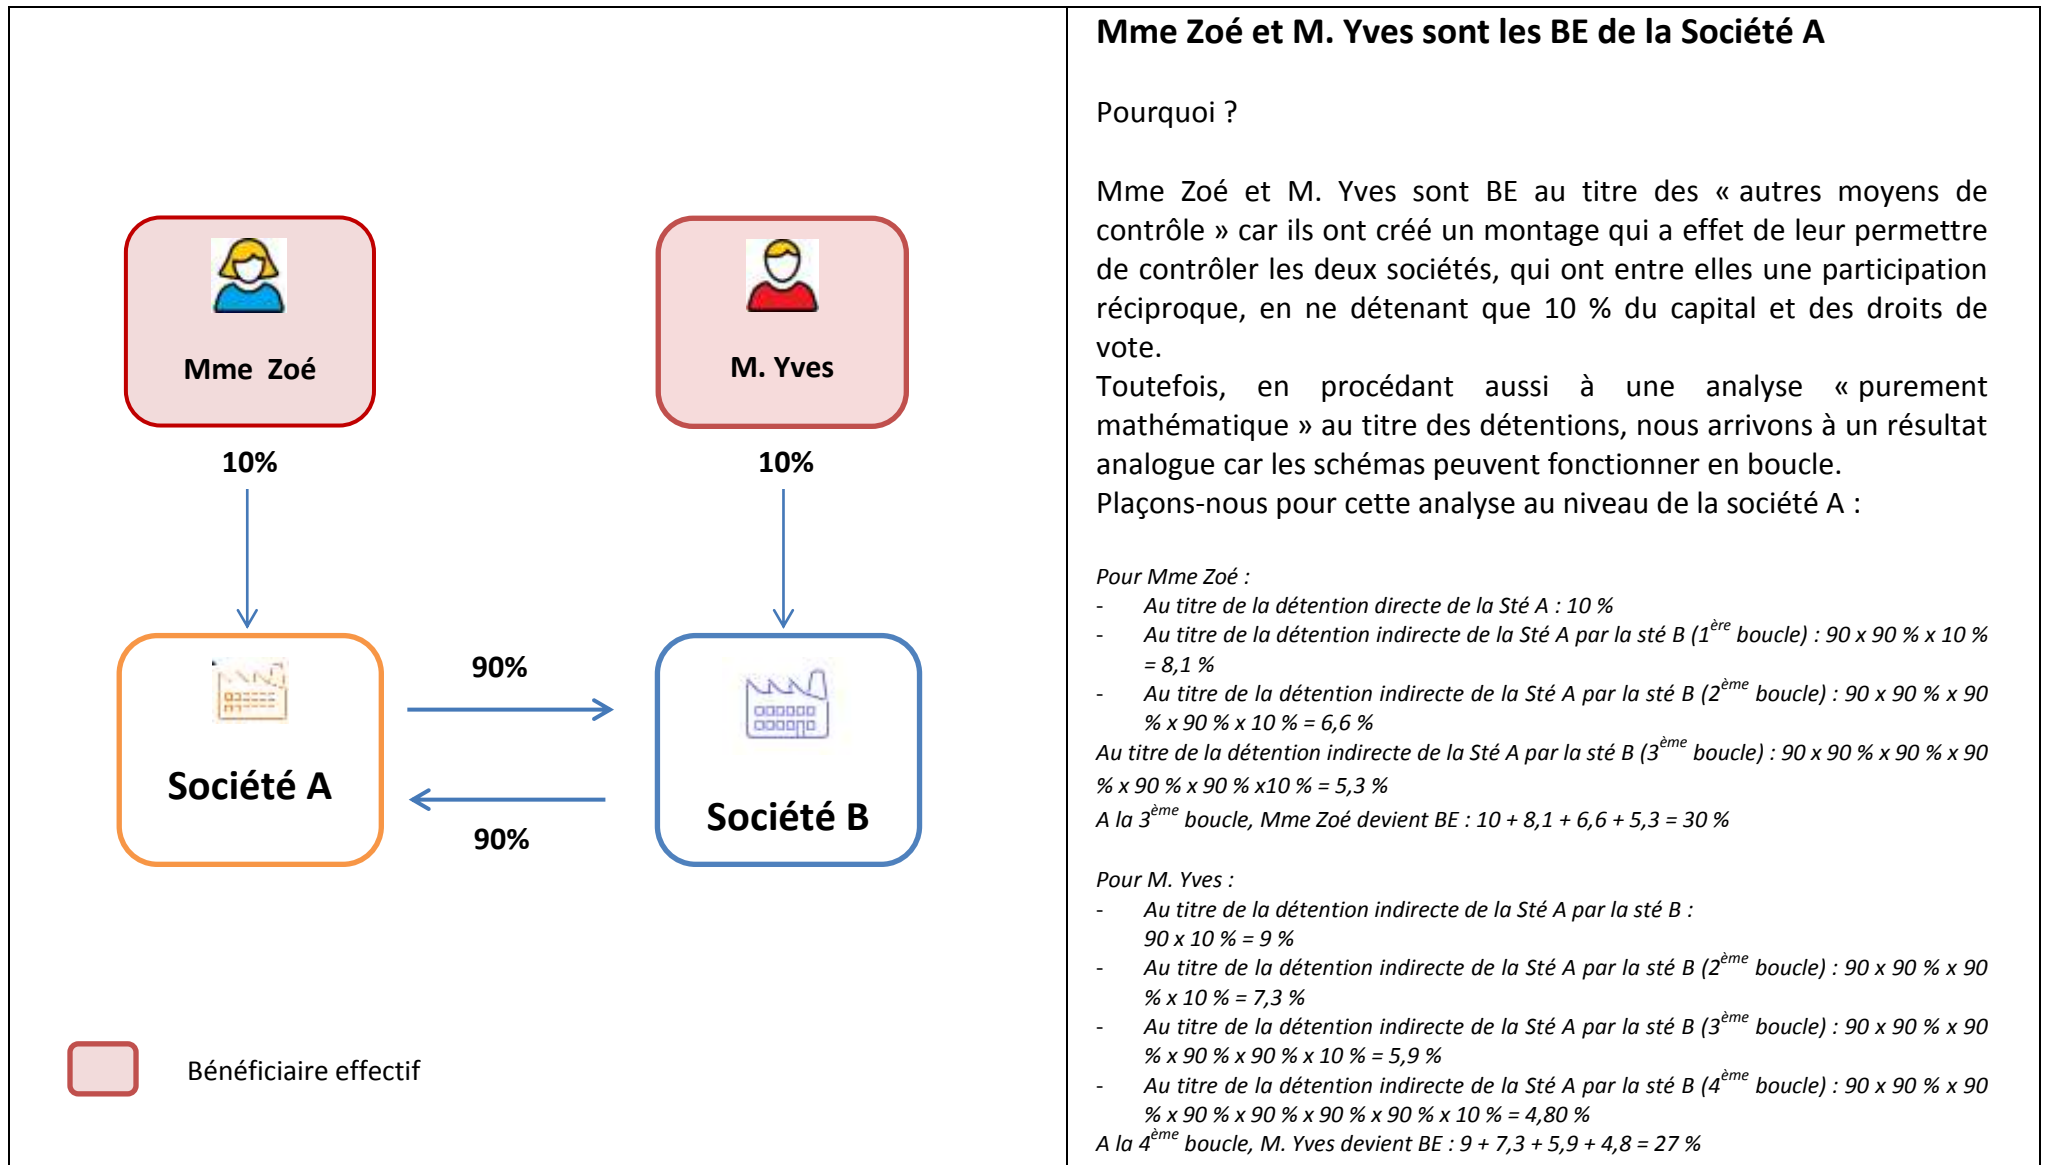 Mme Zoé
M. Yves
10%
10%
90%
Société A
Société B
90%
Bénéficiaire effectif
Mme Zoé et M. Yves sont les BE de la Société A
Pourquoi ?
Mme Zoé et M. Yves sont BE au titre des « autres moyens de
contrôle » car ils ont créé un montage qui a effet de leur permettre
de contrôler les deux sociétés, qui ont entre elles une participation
réciproque, en ne détenant que 10 % du capital et des droits de
vote.
Toutefois, en procédant aussi à une analyse « purement
mathématique » au titre des détentions, nous arrivons à un résultat
analogue car les schémas peuvent fonctionner en boucle.
Plaçons-nous pour cette analyse au niveau de la société A :
Pour Mme Zoé :
- Au titre de la détention directe de la Sté A : 10 %
- Au titre de la détention indirecte de la Sté A par la sté B (1ère boucle) : 90 x 90 % x 10 %
= 8,1 %
- Au titre de la détention indirecte de la Sté A par la sté B (2ème boucle) : 90 x 90 % x 90
% x 90 % x 10 % = 6,6 %
Au titre de la détention indirecte de la Sté A par la sté B (3ème boucle) : 90 x 90 % x 90 % x 90
% x 90 % x 90 % x10 % = 5,3 %
A la 3ème boucle, Mme Zoé devient BE : 10 + 8,1 + 6,6 + 5,3 = 30 %
Pour M. Yves :
- Au titre de la détention indirecte de la Sté A par la sté B :
90 x 10 % = 9 %
- Au titre de la détention indirecte de la Sté A par la sté B (2ème boucle) : 90 x 90 % x 90
% x 10 % = 7,3 %
- Au titre de la détention indirecte de la Sté A par la sté B (3ème boucle) : 90 x 90 % x 90
% x 90 % x 90 % x 10 % = 5,9 %
- Au titre de la détention indirecte de la Sté A par la sté B (4ème boucle) : 90 x 90 % x 90
% x 90 % x 90 % x 90 % x 90 % x 10 % = 4,80 %
A la 4ème boucle, M. Yves devient BE : 9 + 7,3 + 5,9 + 4,8 = 27 %